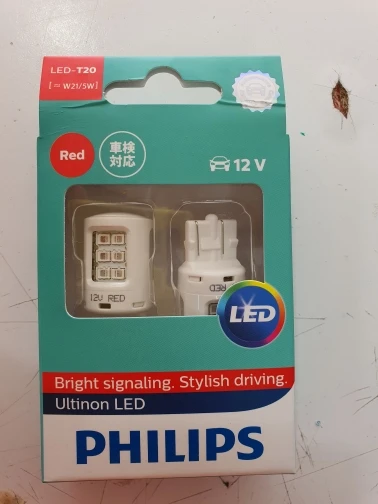 LED-T20
[≈ W21/5W]
Red
車検
対応
12 V
12V RED
RED
LED
Bright signaling. Stylish driving.
Ultinon LED
PHILIPS